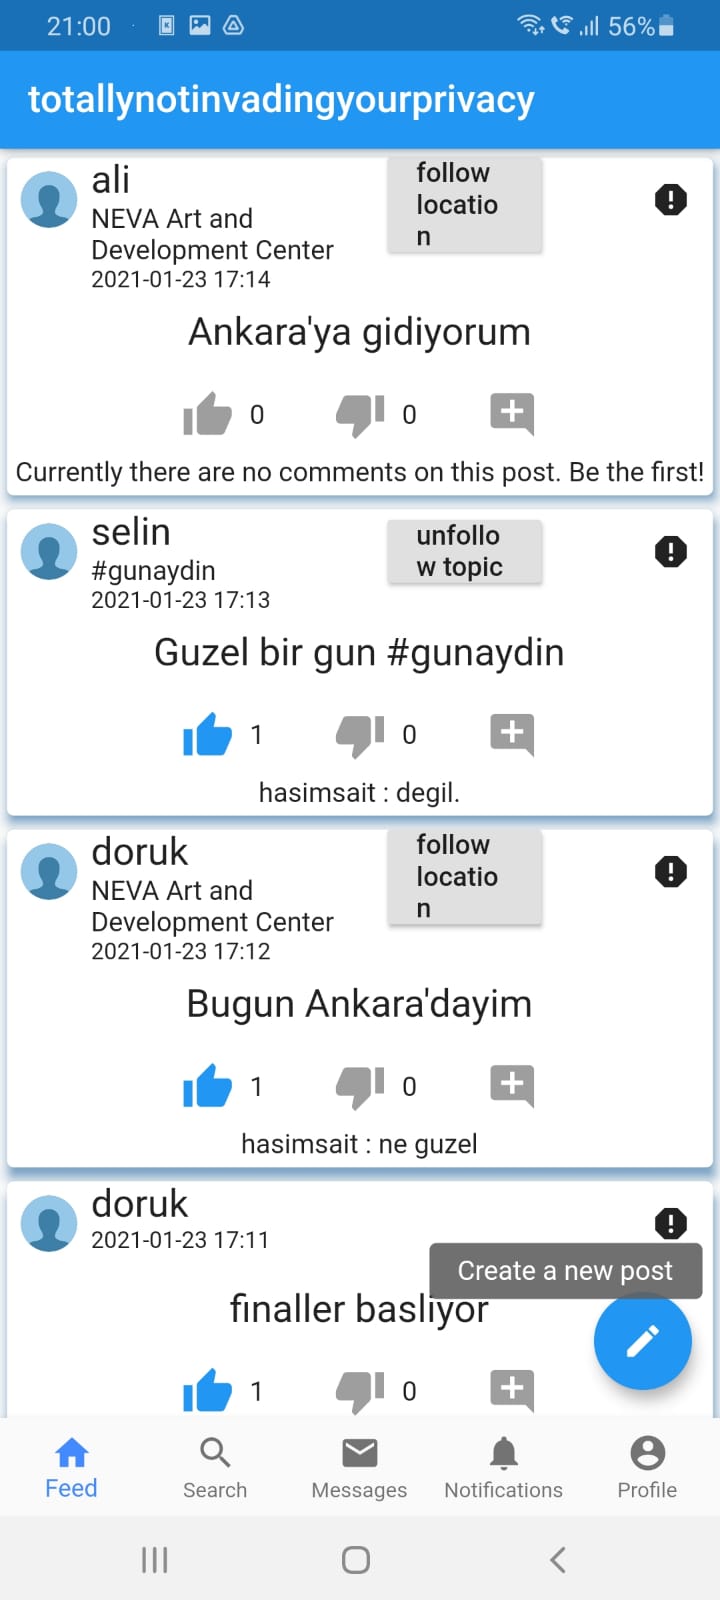 21:00
56%
totallynotinvadingyourprivacy
ali
NEVA Art and
Development Center
2021-01-23 17:14
follow
locatio
n
Ankara'ya gidiyorum
0
0
Currently there are no comments on this post. Be the first!
selin
#gunaydin
2021-01-23 17:13
unfollo
w topic
Guzel bir gun #gunaydin
1
0
hasimsait : degil.
doruk
NEVA Art and
Development Center
2021-01-23 17:12
follow
locatio
n
Bugun Ankara'dayim
1
0
hasimsait : ne guzel
doruk
2021-01-23 17:11
Create a new post
finaller basliyor
1
0
Feed
Search
Messages
Notifications
Profile